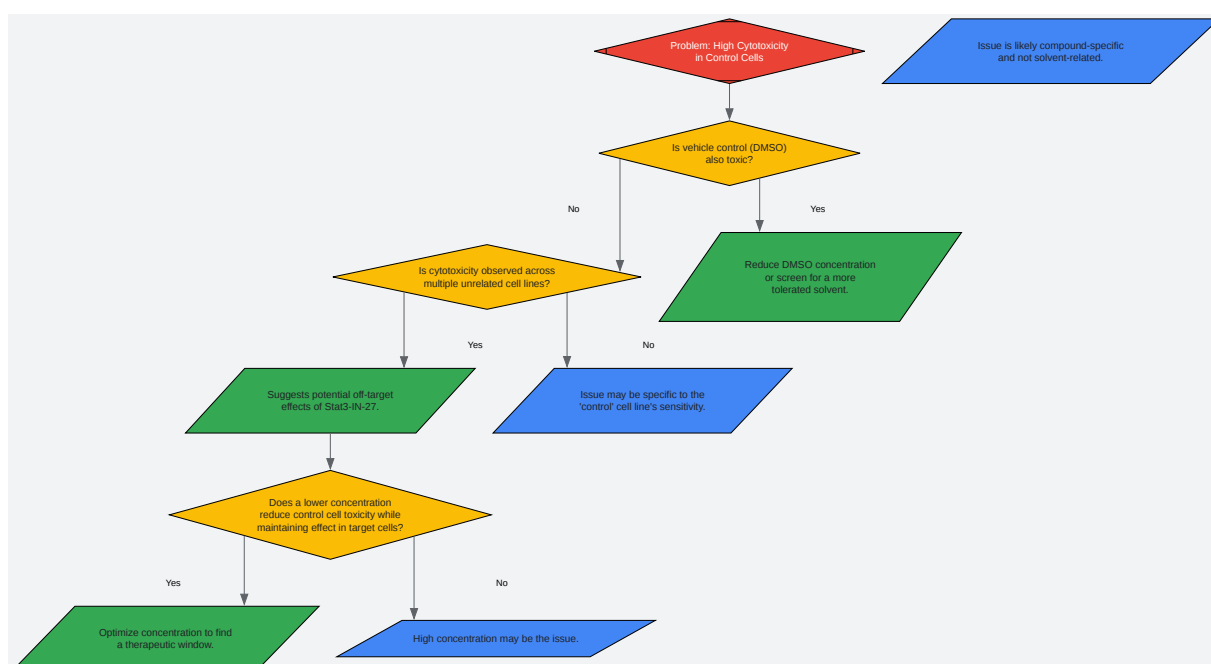 Problem: High Cytotoxicity
in Control Cells
Issue is likely compound-specific
and not solvent-related.
Is vehicle control (DMSO)
also toxic?
No
Yes
Is cytotoxicity observed across
multiple unrelated cell lines?
Reduce DMSO concentration
or screen for a more
tolerated solvent.
Yes
No
Suggests potential off-target
effects of Stat3-IN-27.
Issue may be specific to the
'control' cell line's sensitivity.
Does a lower concentration
reduce control cell toxicity while
maintaining effect in target cells?
Yes
No
Optimize concentration to find
a therapeutic window.
High concentration may be the issue.